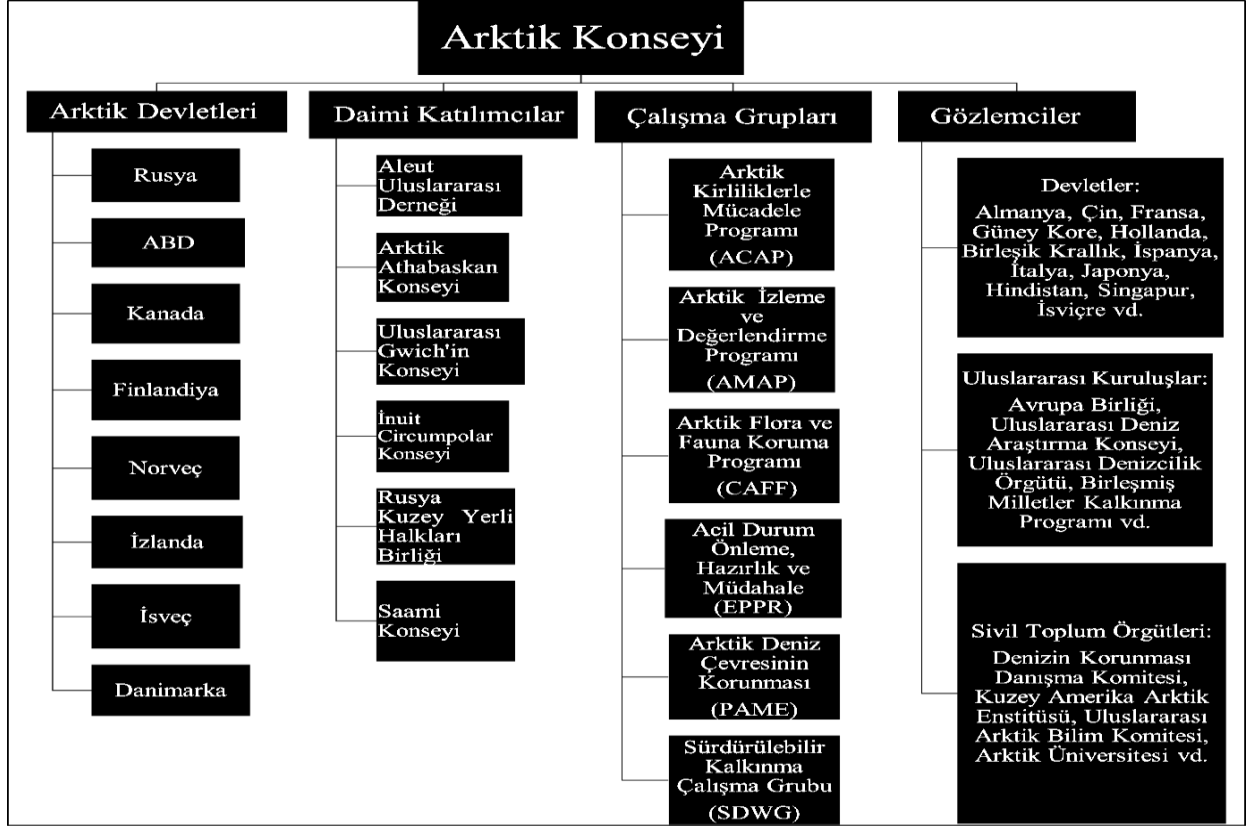 Arktik Konseyi
Arktik Devletleri
Rusya
ABD
Kanada
Finlandiya
Norveç
İzlanda
İsveç
Danimarka
Daimi Katılımcılar
Aleut
Uluslararası
Derneği
Arktik
Athabaskan
Konseyi
Uluslararası
Gwich'in
Konseyi
İnuit
Circumpolar
Konseyi
Rusya
Kuzey Yerli
Halkları
Birliği
Saami
Konseyi
Çalışma Grupları
Arktik
Kirliliklerle
Mücadele
Programı
(ACAP)
Arktik İzleme
ve
Değerlendirme
Programı
(AMAP)
Arktik Flora ve
Fauna Koruma
Programı
(CAFF)
Acil Durum
Önleme,
Hazırlık ve
Müdahale
(EPPR)
Arktik Deniz
Çevresinin
Korunması
(PAME)
Sürdürülebilir
Kalkınma
Çalışma Grubu
(SDWG)
Gözlemciler
Devletler:
Almanya, Çin, Fransa,
Güney Kore, Hollanda,
Birleşik Krallık, İspanya,
İtalya, Japonya,
Hindistan, Singapur,
İsviçre vd.
Uluslararası Kuruluşlar:
Avrupa Birliği,
Uluslararası Deniz
Araştırma Konseyi,
Uluslararası Denizcilik
Örgütü, Birleşmiş
Milletler Kalkınma
Programı vd.
Sivil Toplum Örgütleri:
Denizin Korunması
Danışma Komitesi,
Kuzey Amerika Arktik
Enstitüsü, Uluslararası
Arktik Bilim Komitesi,
Arktik Üniversitesi vd.